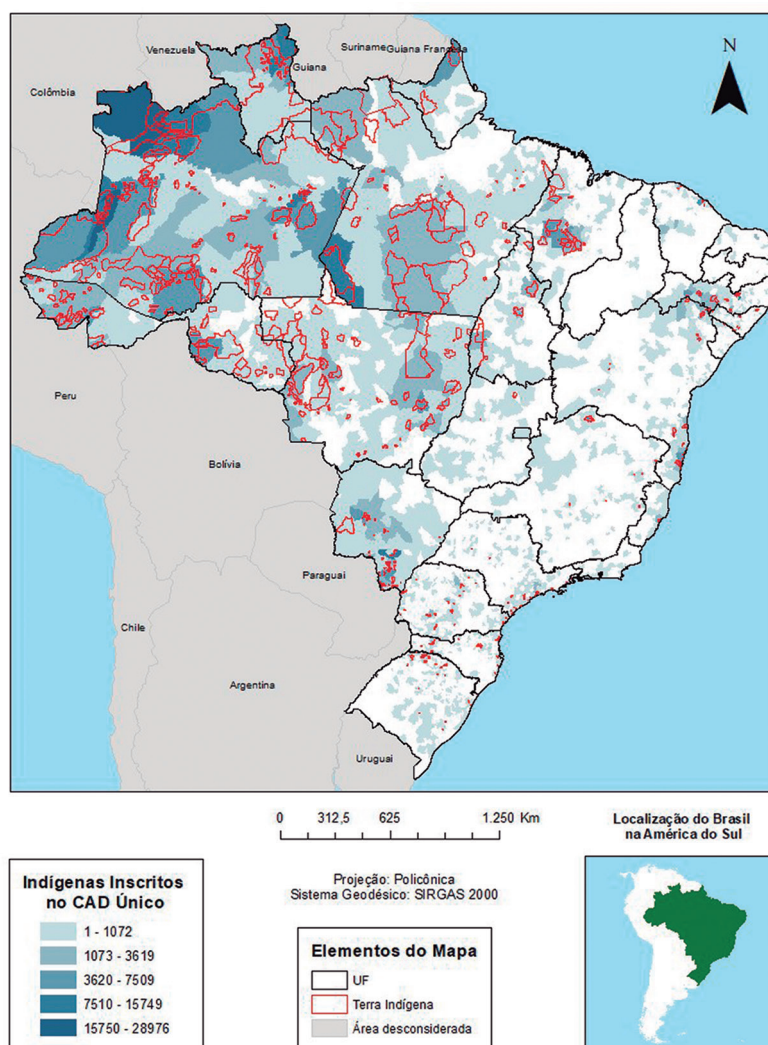 Venezuela
Suriname
Guiana Francesa
Guiana
Colômbia
N
Peru
Bolívia
Paraguai
Chile
Argentina
Uruguai
0 312,5 625 1.250 Km
Projeção: Policônica
Sistema Geodésico: SIRGAS 2000
Localização do Brasil
na América do Sul
Indígenas Inscritos
no CAD Único
1 - 1072
1073 - 3619
3620 - 7509
7510 - 15749
15750 - 28976
Elementos do Mapa
UF
Terra Indígena
Área desconsiderada